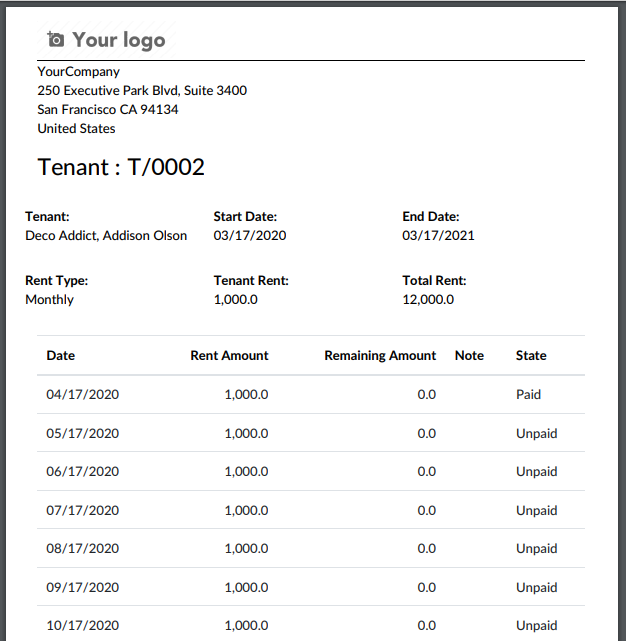 Your logo
YourCompany
250 Executive Park Blvd, Suite 3400
San Francisco CA 94134
United States
Tenant : T/0002
Tenant: Start Date: End Date:
Deco Addict, Addison Olson 03/17/2020 03/17/2021
Rent Type: Tenant Rent: Total Rent:
Monthly 1,000.0 12,000.0
Date Rent Amount Remaining Amount Note State
04/17/2020 1,000.0 0.0 Paid
05/17/2020 1,000.0 0.0 Unpaid
06/17/2020 1,000.0 0.0 Unpaid
07/17/2020 1,000.0 0.0 Unpaid
08/17/2020 1,000.0 0.0 Unpaid
09/17/2020 1,000.0 0.0 Unpaid
10/17/2020 1,000.0 0.0 Unpaid